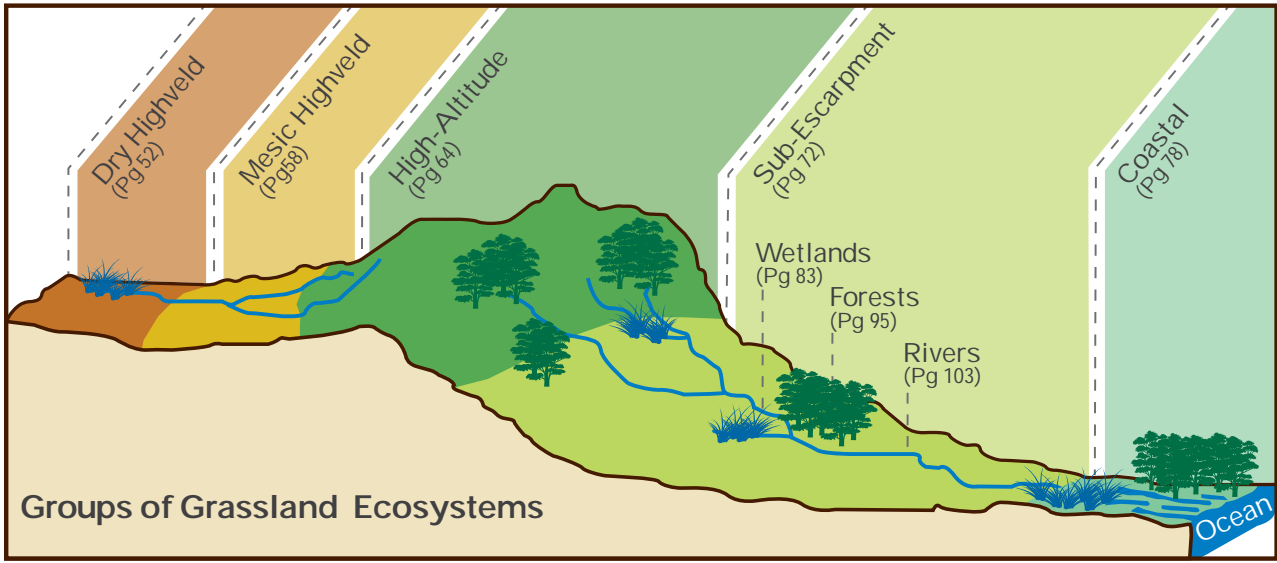 Dry Highveld
(Pg 52)
Mesic Highveld
(Pg58)
High-Altitude
(Pg 64)
Sub-Escarpment
(Pg 72)
Coastal
(Pg 78)
Wetlands
(Pg 83)
Forests
(Pg 95)
Rivers
(Pg 103)
Groups of Grassland Ecosystems
Ocean